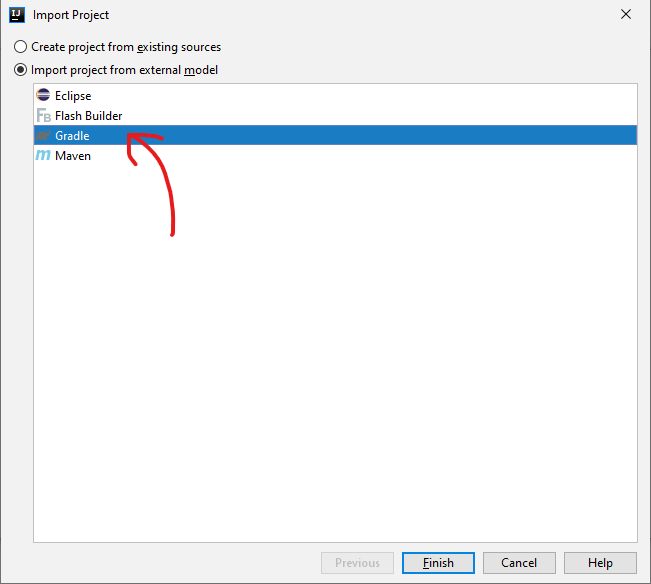 IJ Import Project
Create project from existing sources
Import project from external model
Eclipse
FB Flash Builder
Gradle
m Maven
Previous
Finish
Cancel
Help